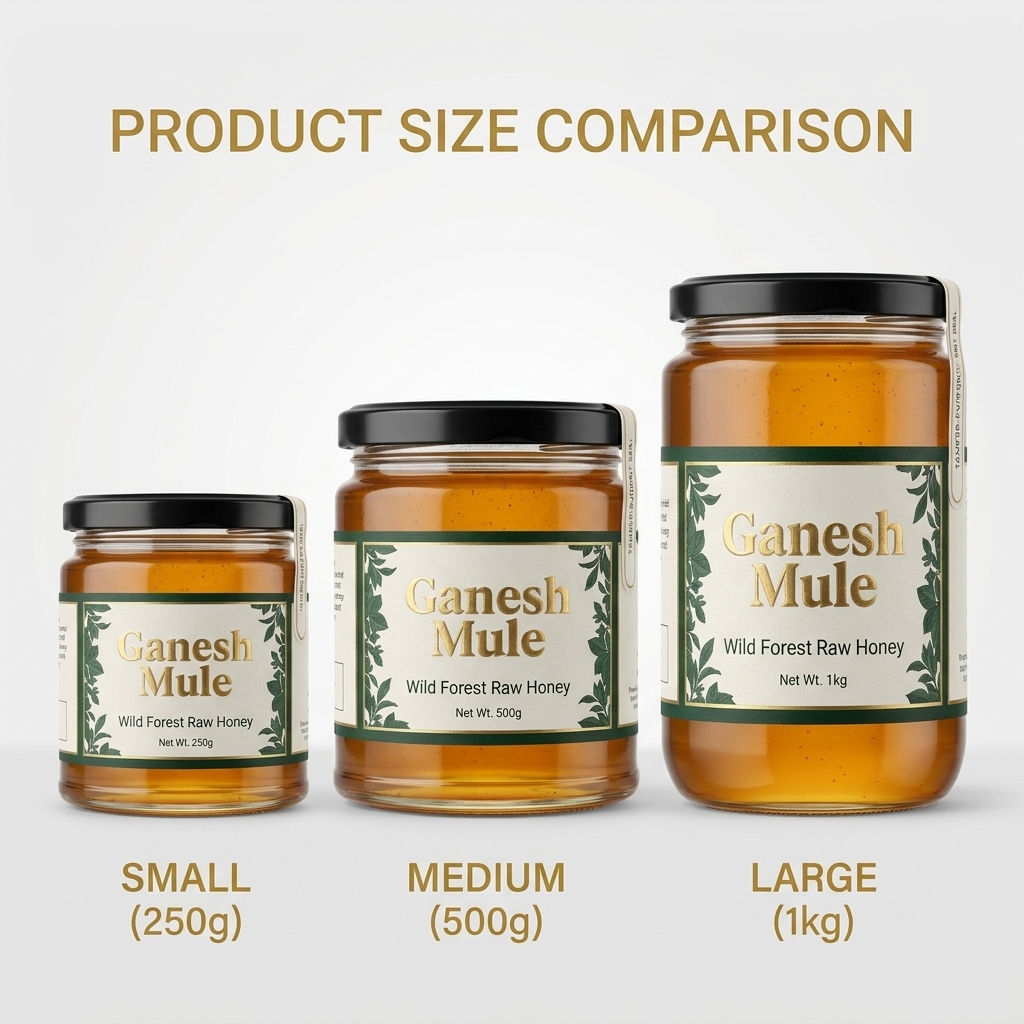 PRODUCT SIZE COMPARISON
Ganesh
Mule
Wild Forest Raw Honey
Net Wt. 250g
Ganesh
Mule
Wild Forest Raw Honey
Net Wt. 500g
Ganesh
Mule
Wild Forest Raw Honey
Net Wt. 1kg
SMALL
(250g)
MEDIUM
(500g)
LARGE
(1kg)